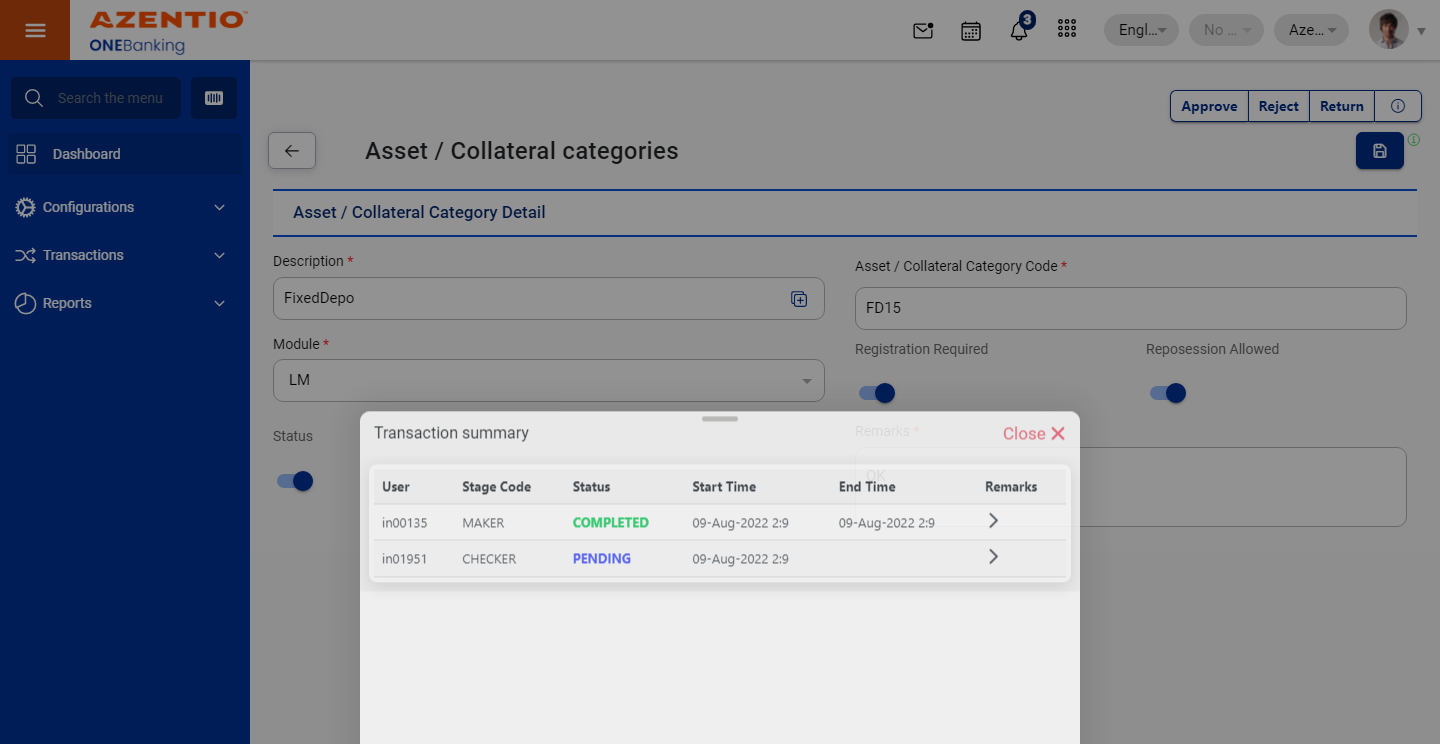 AZENTIO™
ONEBanking
3
Engl...
No ...
Aze...
Search the menu
Dashboard
Configurations
Transactions
Reports
Approve Reject Return
Asset / Collateral categories
Asset / Collateral Category Detail
Description *
FixedDepo
Asset / Collateral Category Code *
FD15
Module *
LM
Registration Required
Reposession Allowed
Status
Remarks *
OK
Transaction summary
Close
User Stage Code Status Start Time End Time Remarks
in00135 MAKER COMPLETED 09-Aug-2022 2:9 09-Aug-2022 2:9
in01951 CHECKER PENDING 09-Aug-2022 2:9